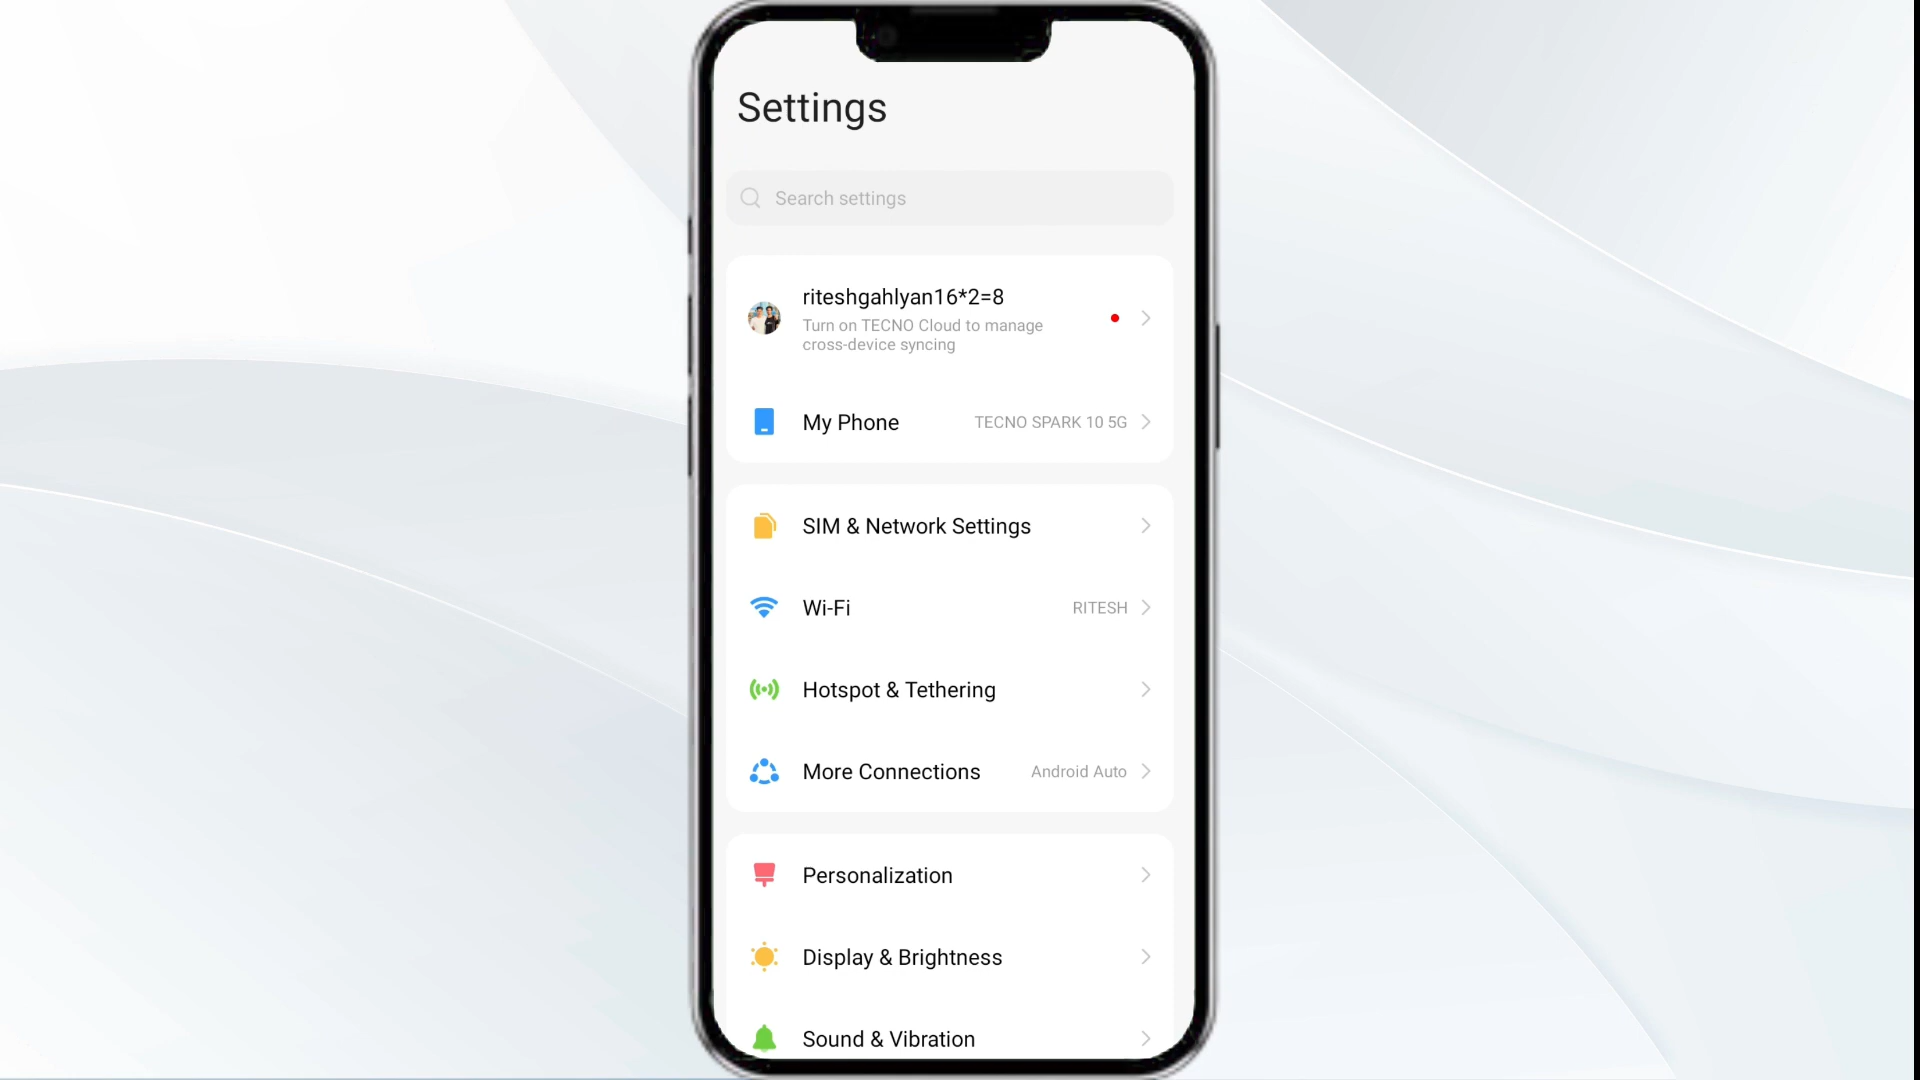 Settings
Search settings
riteshgahlyan16*2=8
Turn on TECNO Cloud to manage
cross-device syncing
My Phone TECNO SPARK 10 5G
SIM & Network Settings
Wi-Fi RITESH
Hotspot & Tethering
More Connections Android Auto
Personalization
Display & Brightness
Sound & Vibration